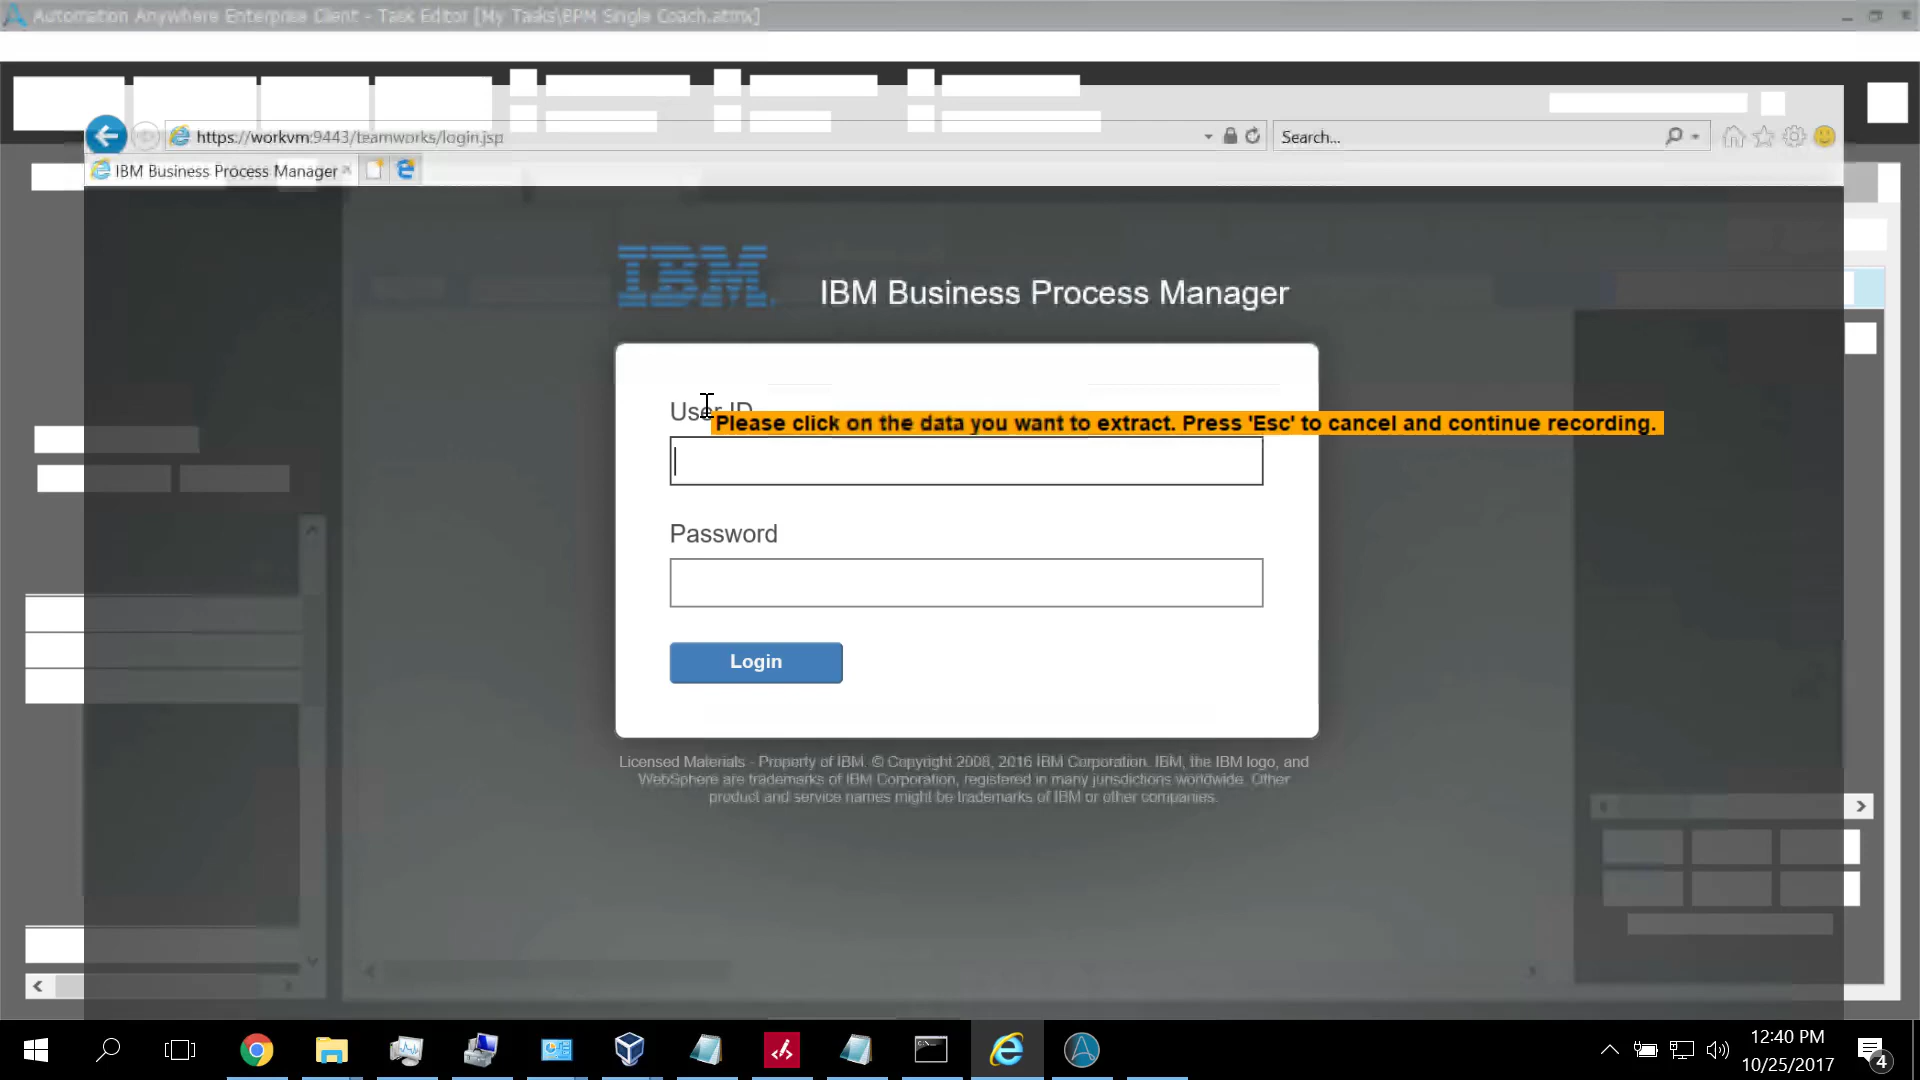 Automation Anywhere Enterprise Client - Task Editor [My Tasks\BPM Single Coach.atmx]
https://workvm:9443/teamworks/login.jsp
Search...
IBM Business Process Manager
IBM
IBM Business Process Manager
User ID
Please click on the data you want to extract. Press 'Esc' to cancel and continue recording.
Password
Login
Licensed Materials - Property of IBM. © Copyright 2008, 2016 IBM Corporation. IBM, the IBM logo, and
WebSphere are trademarks of IBM Corporation, registered in many jurisdictions worldwide. Other
product and service names might be trademarks of IBM or other companies.
12:40 PM
10/25/2017
4